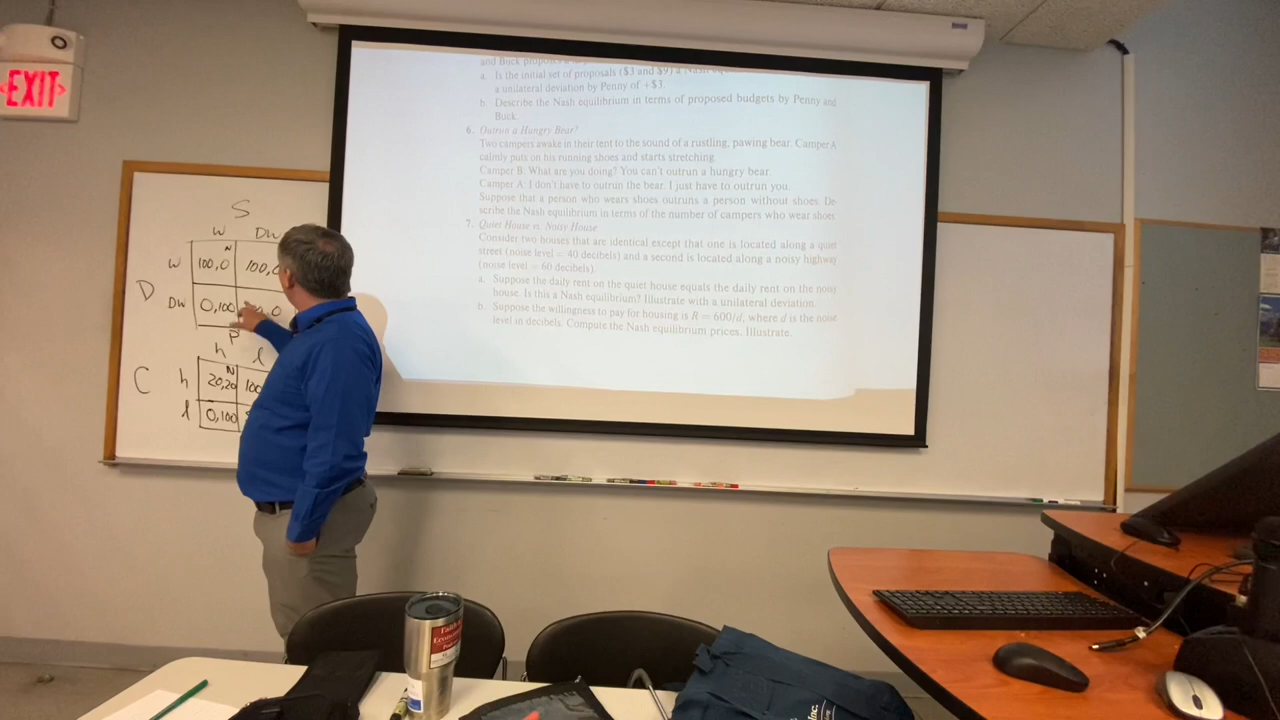 EXIT
and Buck
a. Is the initial set of proposals ($3 and $9) a
a unilateral deviation by Penny of +$3.
b. Describe the Nash equilibrium in terms of proposed budgets by Penny and
Buck.
6. Outrun a Hungry Bear?
Two campers awake in their tent to the sound of a rustling, pawing bear. Camper A
calmly puts on his running shoes and starts stretching.
Camper B: What are you doing? You can't outrun a hungry bear.
Camper A: I don't have to outrun the bear. I just have to outrun you.
Suppose that a person who wears shoes outruns a person without shoes. De-
scribe the Nash equilibrium in terms of the number of campers who wear shoes.
7. Quiet House vs. Noisy House
Consider two houses that are identical except that one is located along a quiet
street (noise level = 40 decibels) and a second is located along a noisy highway
(noise level = 60 decibels).
a. Suppose the daily rent on the quiet house equals the daily rent on the noisy
house. Is this a Nash equilibrium? Illustrate with a unilateral deviation.
b. Suppose the willingness to pay for housing is R = 600/d, where d is the noise
level in decibels. Compute the Nash equilibrium prices. Illustrate.
S
W DW
N
W 100,0 100,0
D
DW 0,100 0
P
h l
N
C h 20,20 100
l 0,100
Faith &
Inc.